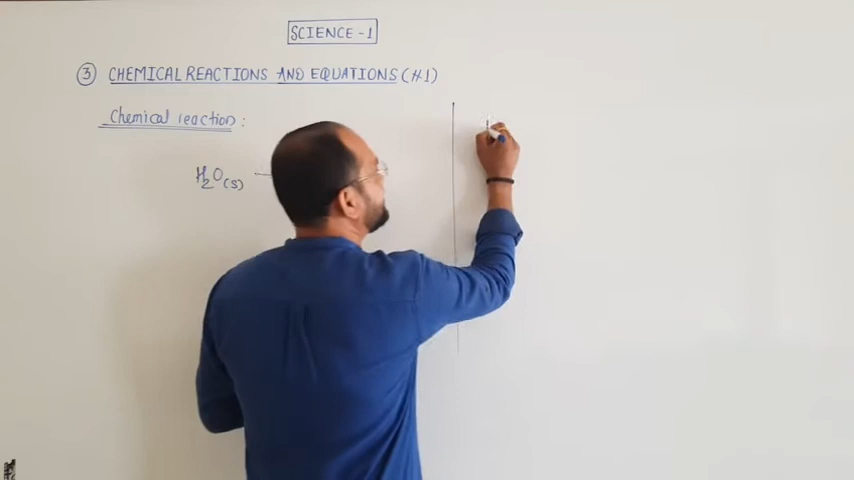 SCIENCE-1
③ CHEMICAL REACTIONS AND EQUATIONS (#1)
Chemical reaction:
H₂O(s)